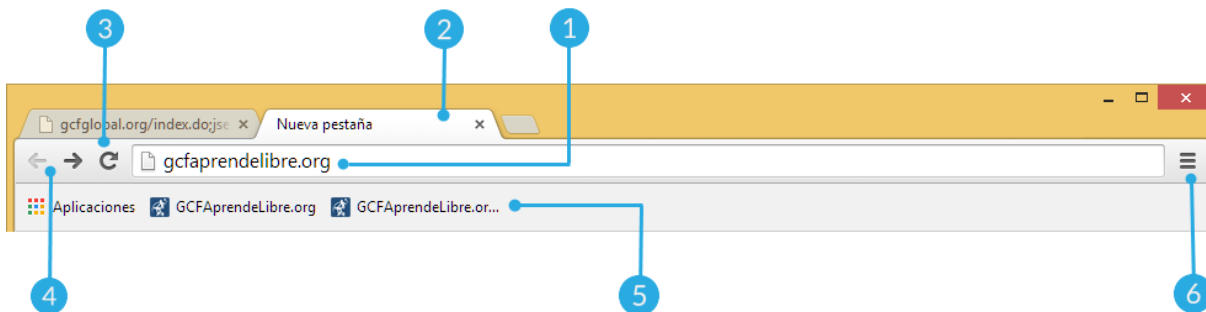 3 2 1
gcfglobal.org/index.do;jse Nueva pestaña
gcfaprendelibre.org
Aplicaciones GCFAprendeLibre.org GCFAprendeLibre.or...
4 5 6